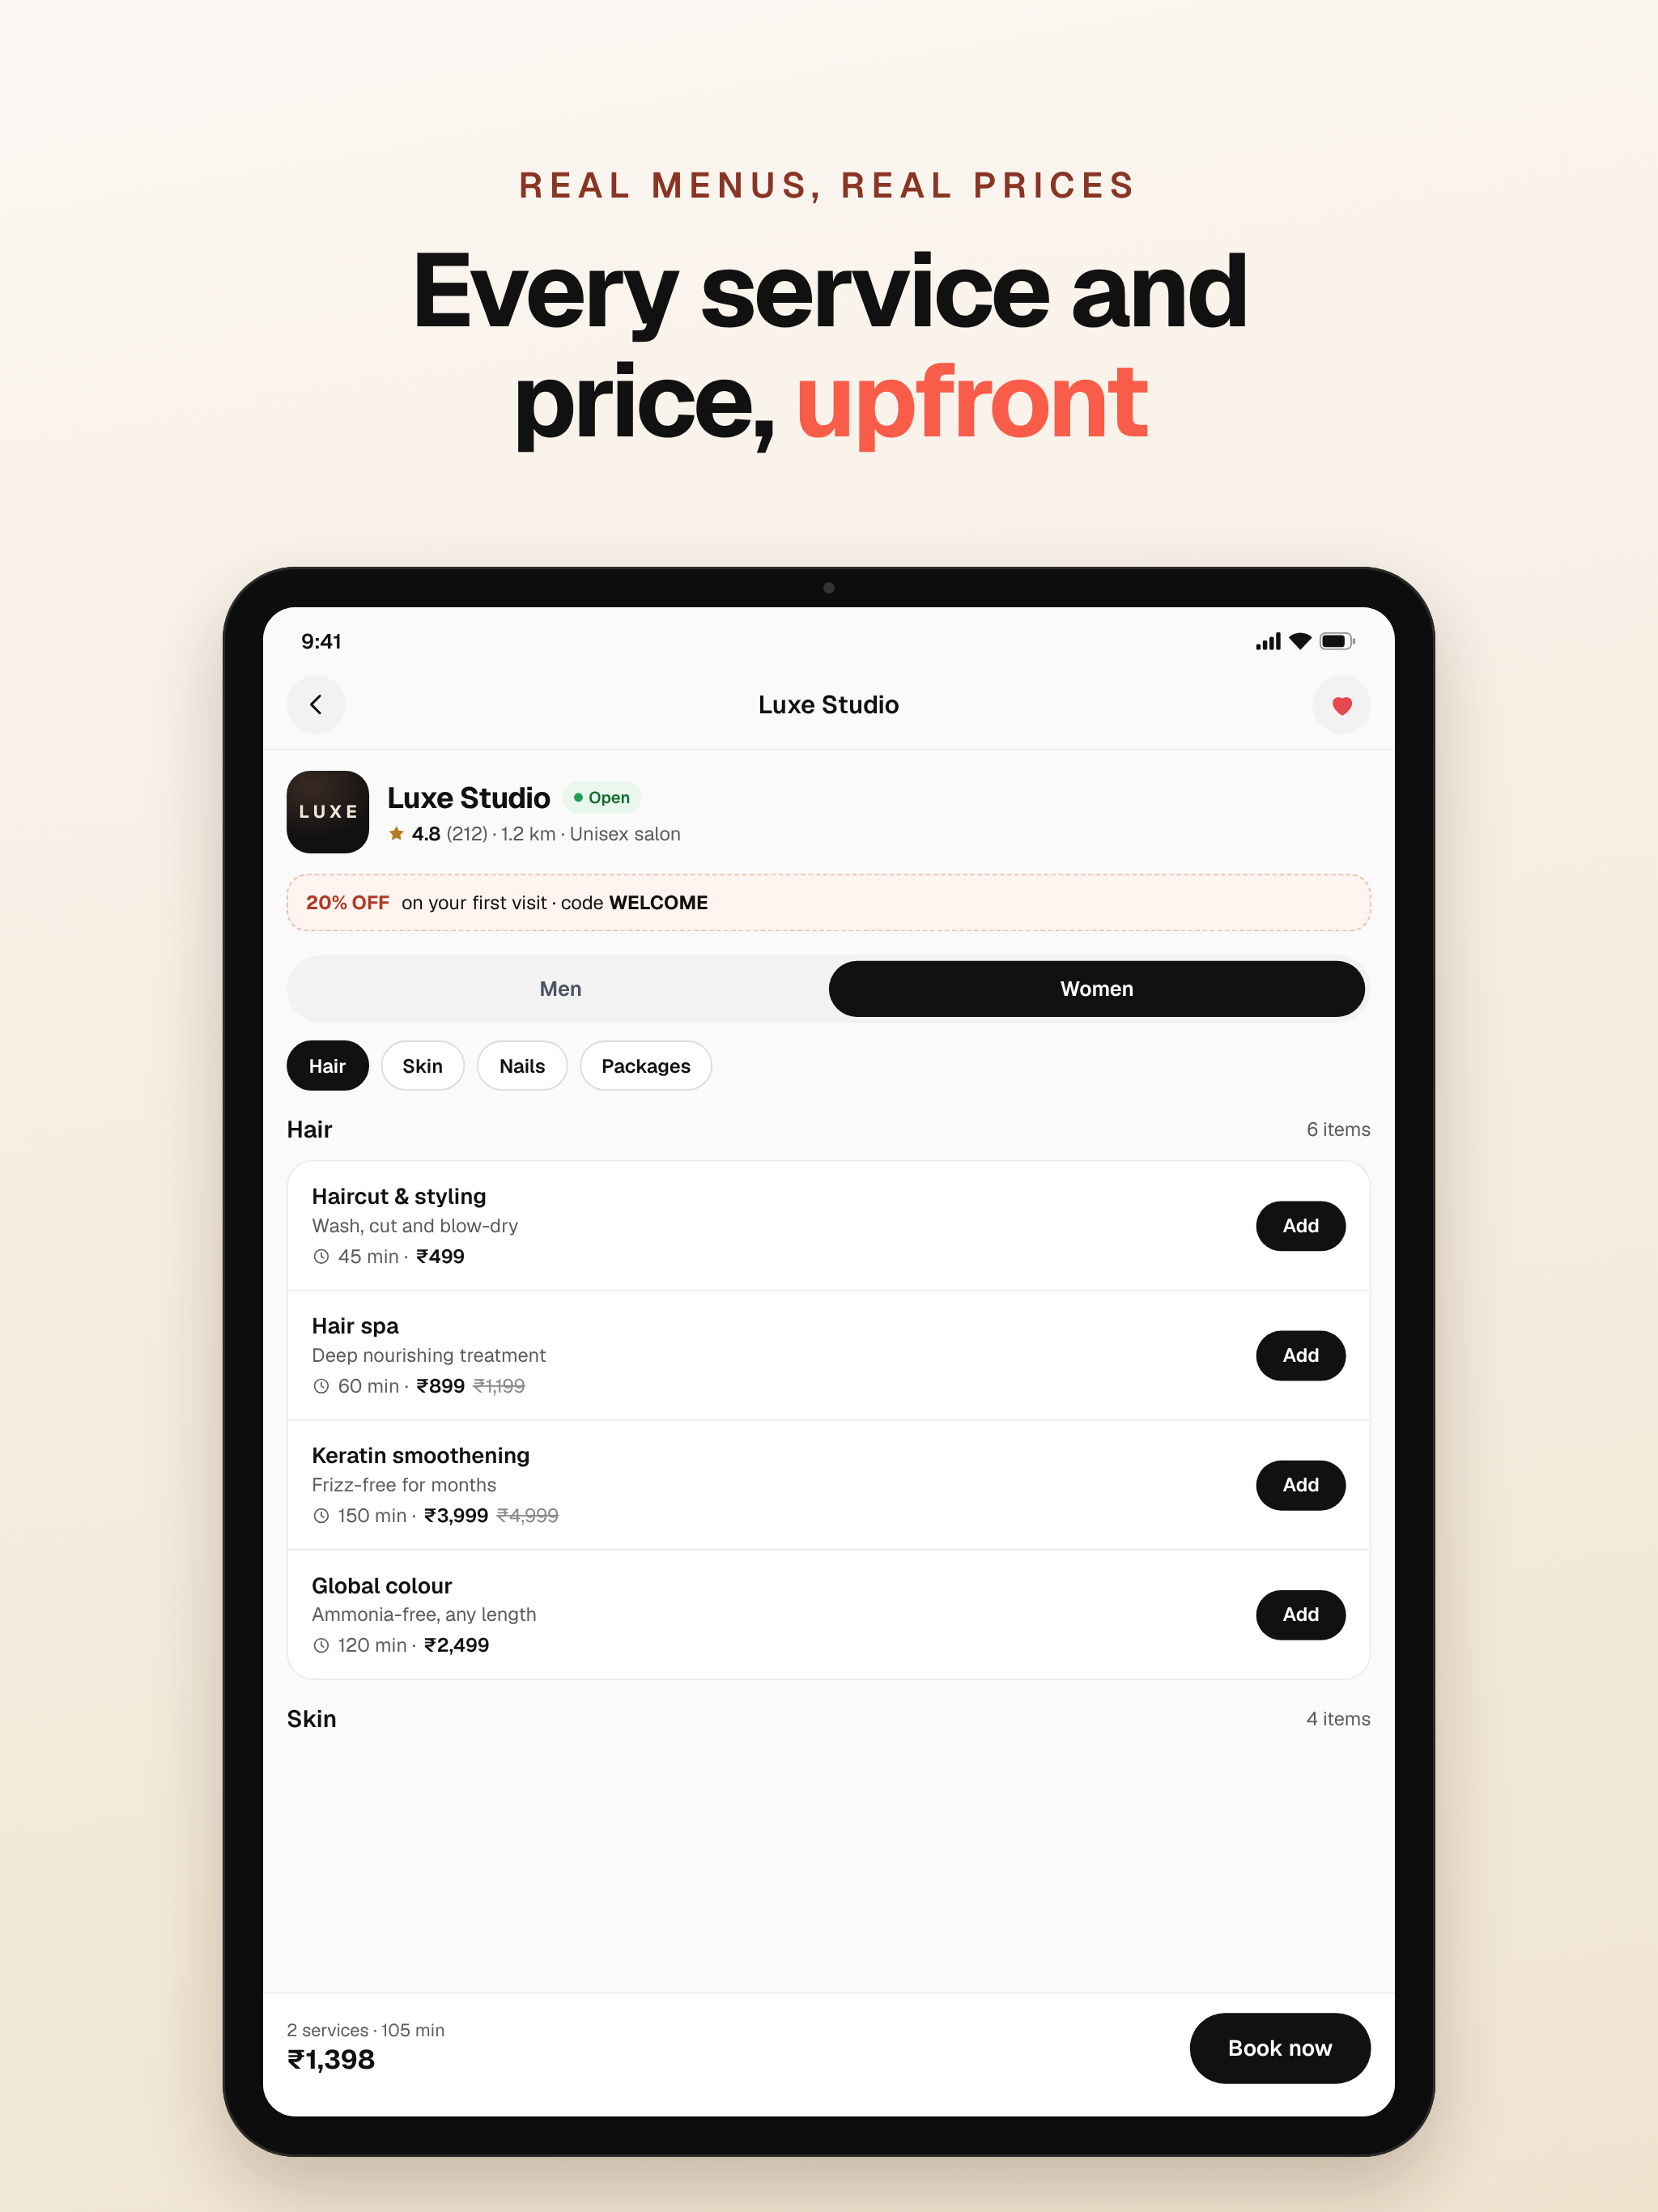 REAL MENUS, REAL PRICES
Every service and
price, upfront
9:41
Luxe Studio
LUXE
Luxe Studio
Open
4.8 (212) · 1.2 km · Unisex salon
20% OFF on your first visit · code WELCOME
Men
Women
Hair
Skin
Nails
Packages
Hair
6 items
Haircut & styling
Wash, cut and blow-dry
45 min · ₹499
Add
Hair spa
Deep nourishing treatment
60 min · ₹899 ₹1,199
Add
Keratin smoothening
Frizz-free for months
150 min · ₹3,999 ₹4,999
Add
Global colour
Ammonia-free, any length
120 min · ₹2,499
Add
Skin
4 items
2 services · 105 min
₹1,398
Book now